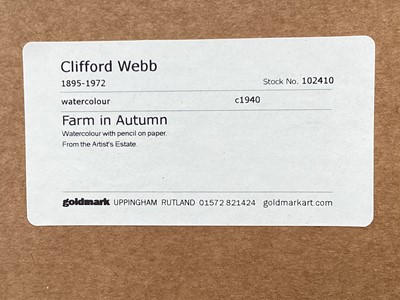 Clifford Webb
1895-1972 Stock No. 102410
watercolour c1940
Farm in Autumn
Watercolour with pencil on paper.
From the Artist's Estate.
goldmark UPPINGHAM RUTLAND 01572 821424 goldmarkart.com